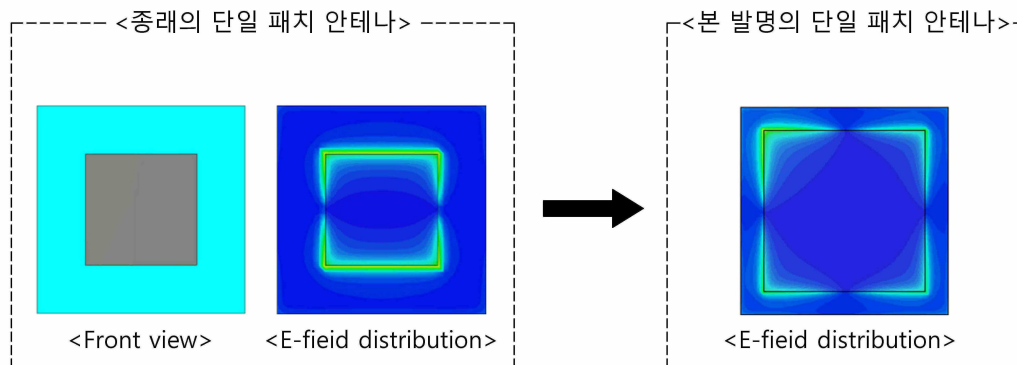 <종래의 단일 패치 안테나>
<본 발명의 단일 패치 안테나>
<Front view>
<E-fieid distribution>
<E-fieid distribution>